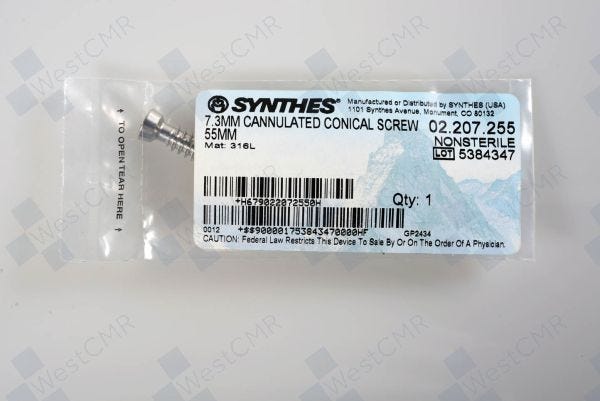 SYNTHES®
Manufactured or Distributed by SYNTHES (USA)
1101 Synthes Avenue, Monument, CO 80132
7.3MM CANNULATED CONICAL SCREW 02.207.255
55MM
NONSTERILE
Mat: 316L
LOT 5384347
+H679022072550H
Qty: 1
0012 +$$900001753843470000HF GP2434
CAUTION: Federal Law Restricts This Device To Sale By Or On The Order Of A Physician.
TO OPEN TEAR HERE
WestCMR